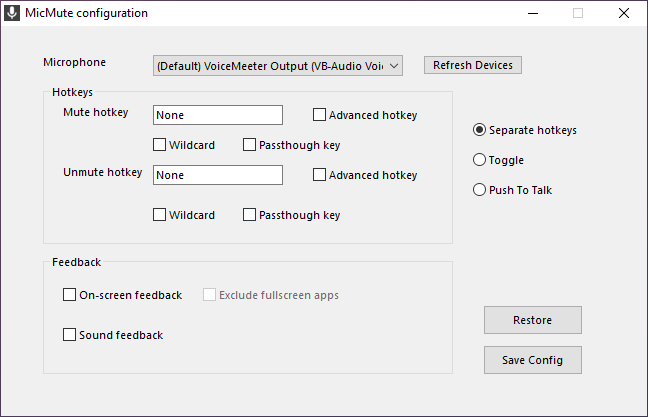 MicMute configuration
Microphone (Default) VoiceMeeter Output (VB-Audio Voi Refresh Devices
Hotkeys
Mute hotkey None Advanced hotkey
Separate hotkeys
Wildcard Passthough key
Toggle
Unmute hotkey None Advanced hotkey
Push To Talk
Wildcard Passthough key
Feedback
On-screen feedback Exclude fullscreen apps
Restore
Sound feedback
Save Config